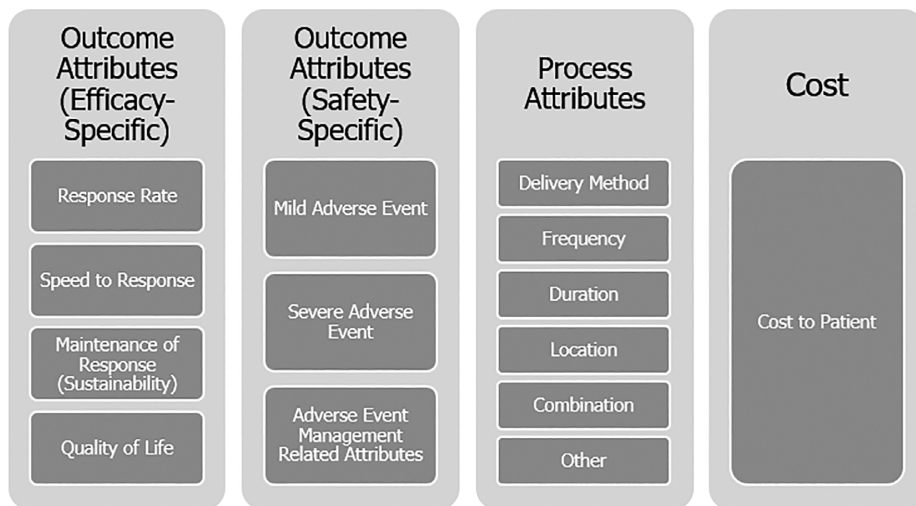 Outcome
Attributes
(Efficacy-
Specific)
Response Rate
Speed to Response
Maintenance of
Response
(Sustainability)
Quality of Life
Outcome
Attributes
(Safety-
Specific)
Mild Adverse Event
Severe Adverse
Event
Adverse Event
Management
Related Attributes
Process
Attributes
Delivery Method
Frequency
Duration
Location
Combination
Other
Cost
Cost to Patient